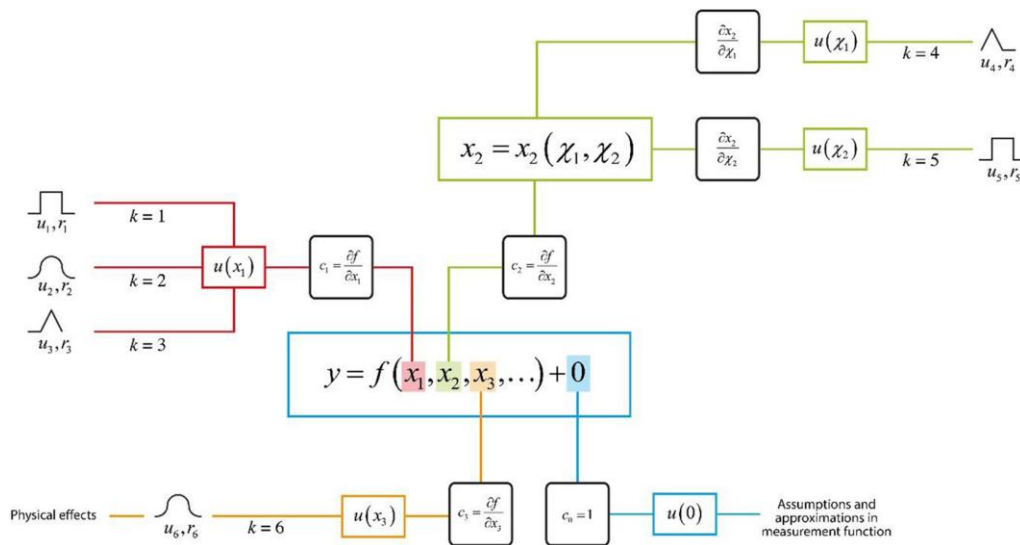 ∂x₂/∂χ₁
u(χ₁)
k = 4
u₄, r₄
x₂ = x₂(χ₁, χ₂)
∂x₂/∂χ₂
u(χ₂)
k = 5
u₅, r₅
u₁, r₁
k = 1
u₂, r₂
k = 2
u(x₁)
c₁ = ∂f/∂x₁
c₂ = ∂f/∂x₂
u₃, r₃
k = 3
y = f(x₁, x₂, x₃, …) + 0
Physical effects
u₆, r₆
k = 6
u(x₃)
c₃ = ∂f/∂x₃
c₀ = 1
u(0)
Assumptions and
approximations in
measurement function